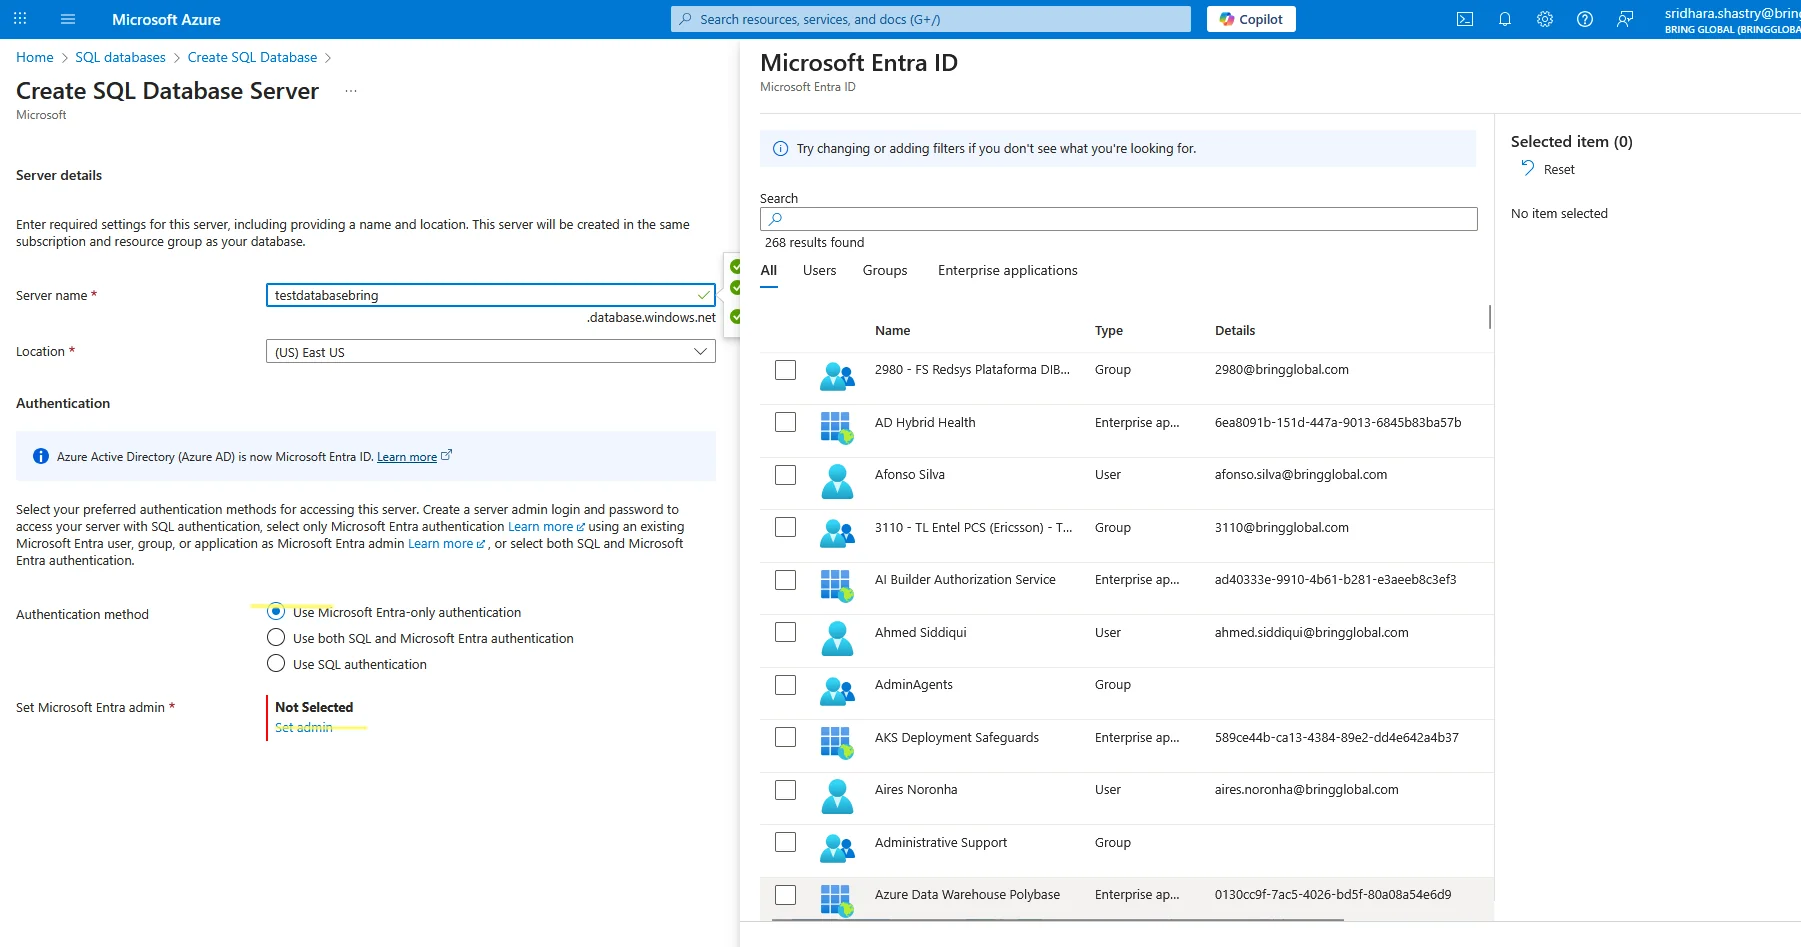 Microsoft Azure
Search resources, services, and docs (G+/)
Copilot
sridhara.shastry@bring
BRING GLOBAL (BRINGGLOBA
Home > SQL databases > Create SQL Database >
Create SQL Database Server ...
Microsoft
Server details
Enter required settings for this server, including providing a name and location. This server will be created in the same
subscription and resource group as your database.
Server name *
testdatabasebring
.database.windows.net
Location *
(US) East US
Authentication
Azure Active Directory (Azure AD) is now Microsoft Entra ID. Learn more
Select your preferred authentication methods for accessing this server. Create a server admin login and password to
access your server with SQL authentication, select only Microsoft Entra authentication Learn more using an existing
Microsoft Entra user, group, or application as Microsoft Entra admin Learn more , or select both SQL and Microsoft
Entra authentication.
Authentication method
Use Microsoft Entra-only authentication
Use both SQL and Microsoft Entra authentication
Use SQL authentication
Set Microsoft Entra admin *
Not Selected
Set admin
Microsoft Entra ID
Microsoft Entra ID
Try changing or adding filters if you don't see what you're looking for.
Search
268 results found
All Users Groups Enterprise applications
Name Type Details
2980 - FS Redsys Plataforma DIB... Group 2980@bringglobal.com
AD Hybrid Health Enterprise ap... 6ea8091b-151d-447a-9013-6845b83ba57b
Afonso Silva User afonso.silva@bringglobal.com
3110 - TL Entel PCS (Ericsson) - T... Group 3110@bringglobal.com
AI Builder Authorization Service Enterprise ap... ad40333e-9910-4b61-b281-e3aeeb8c3ef3
Ahmed Siddiqui User ahmed.siddiqui@bringglobal.com
AdminAgents Group
AKS Deployment Safeguards Enterprise ap... 589ce44b-ca13-4384-89e2-dd4e642a4b37
Aires Noronha User aires.noronha@bringglobal.com
Administrative Support Group
Azure Data Warehouse Polybase Enterprise ap... 0130cc9f-7ac5-4026-bd5f-80a08a54e6d9
Selected item (0)
Reset
No item selected